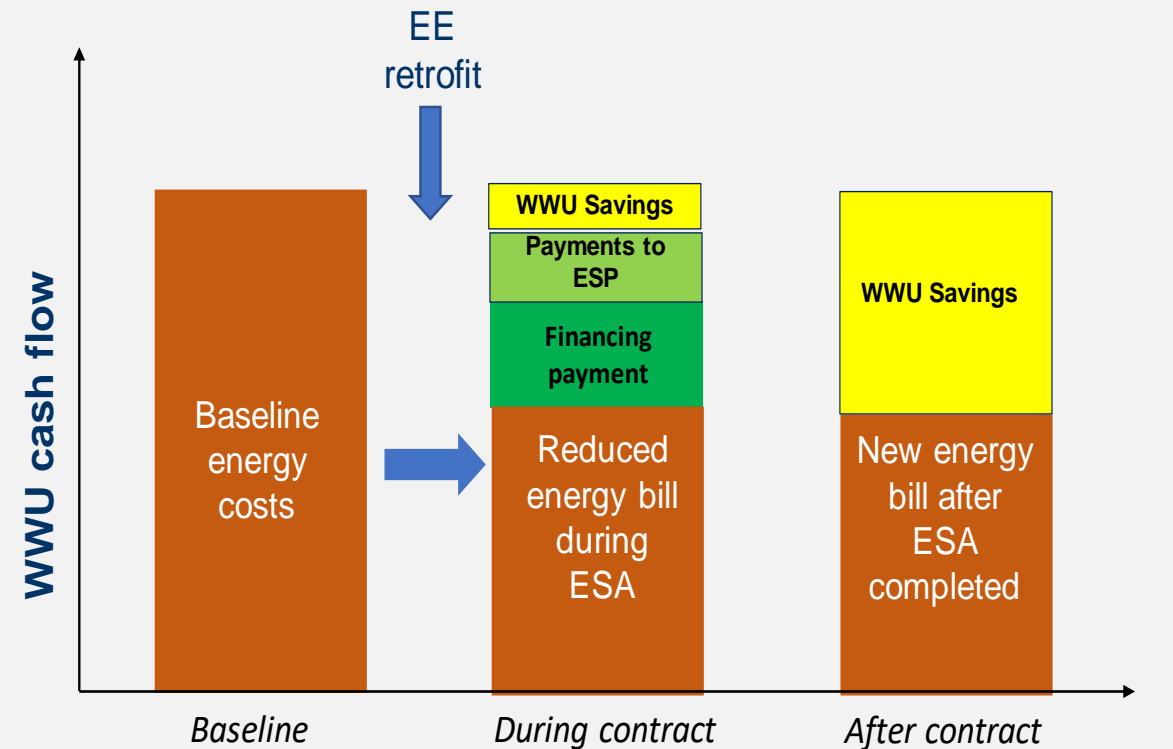 EE
retrofit
WWU cash flow
Baseline
energy
costs
WWU Savings
Payments to
ESP
Financing
payment
Reduced
energy bill
during
ESA
WWU Savings
New energy
bill after
ESA
completed
Baseline
During contract
After contract